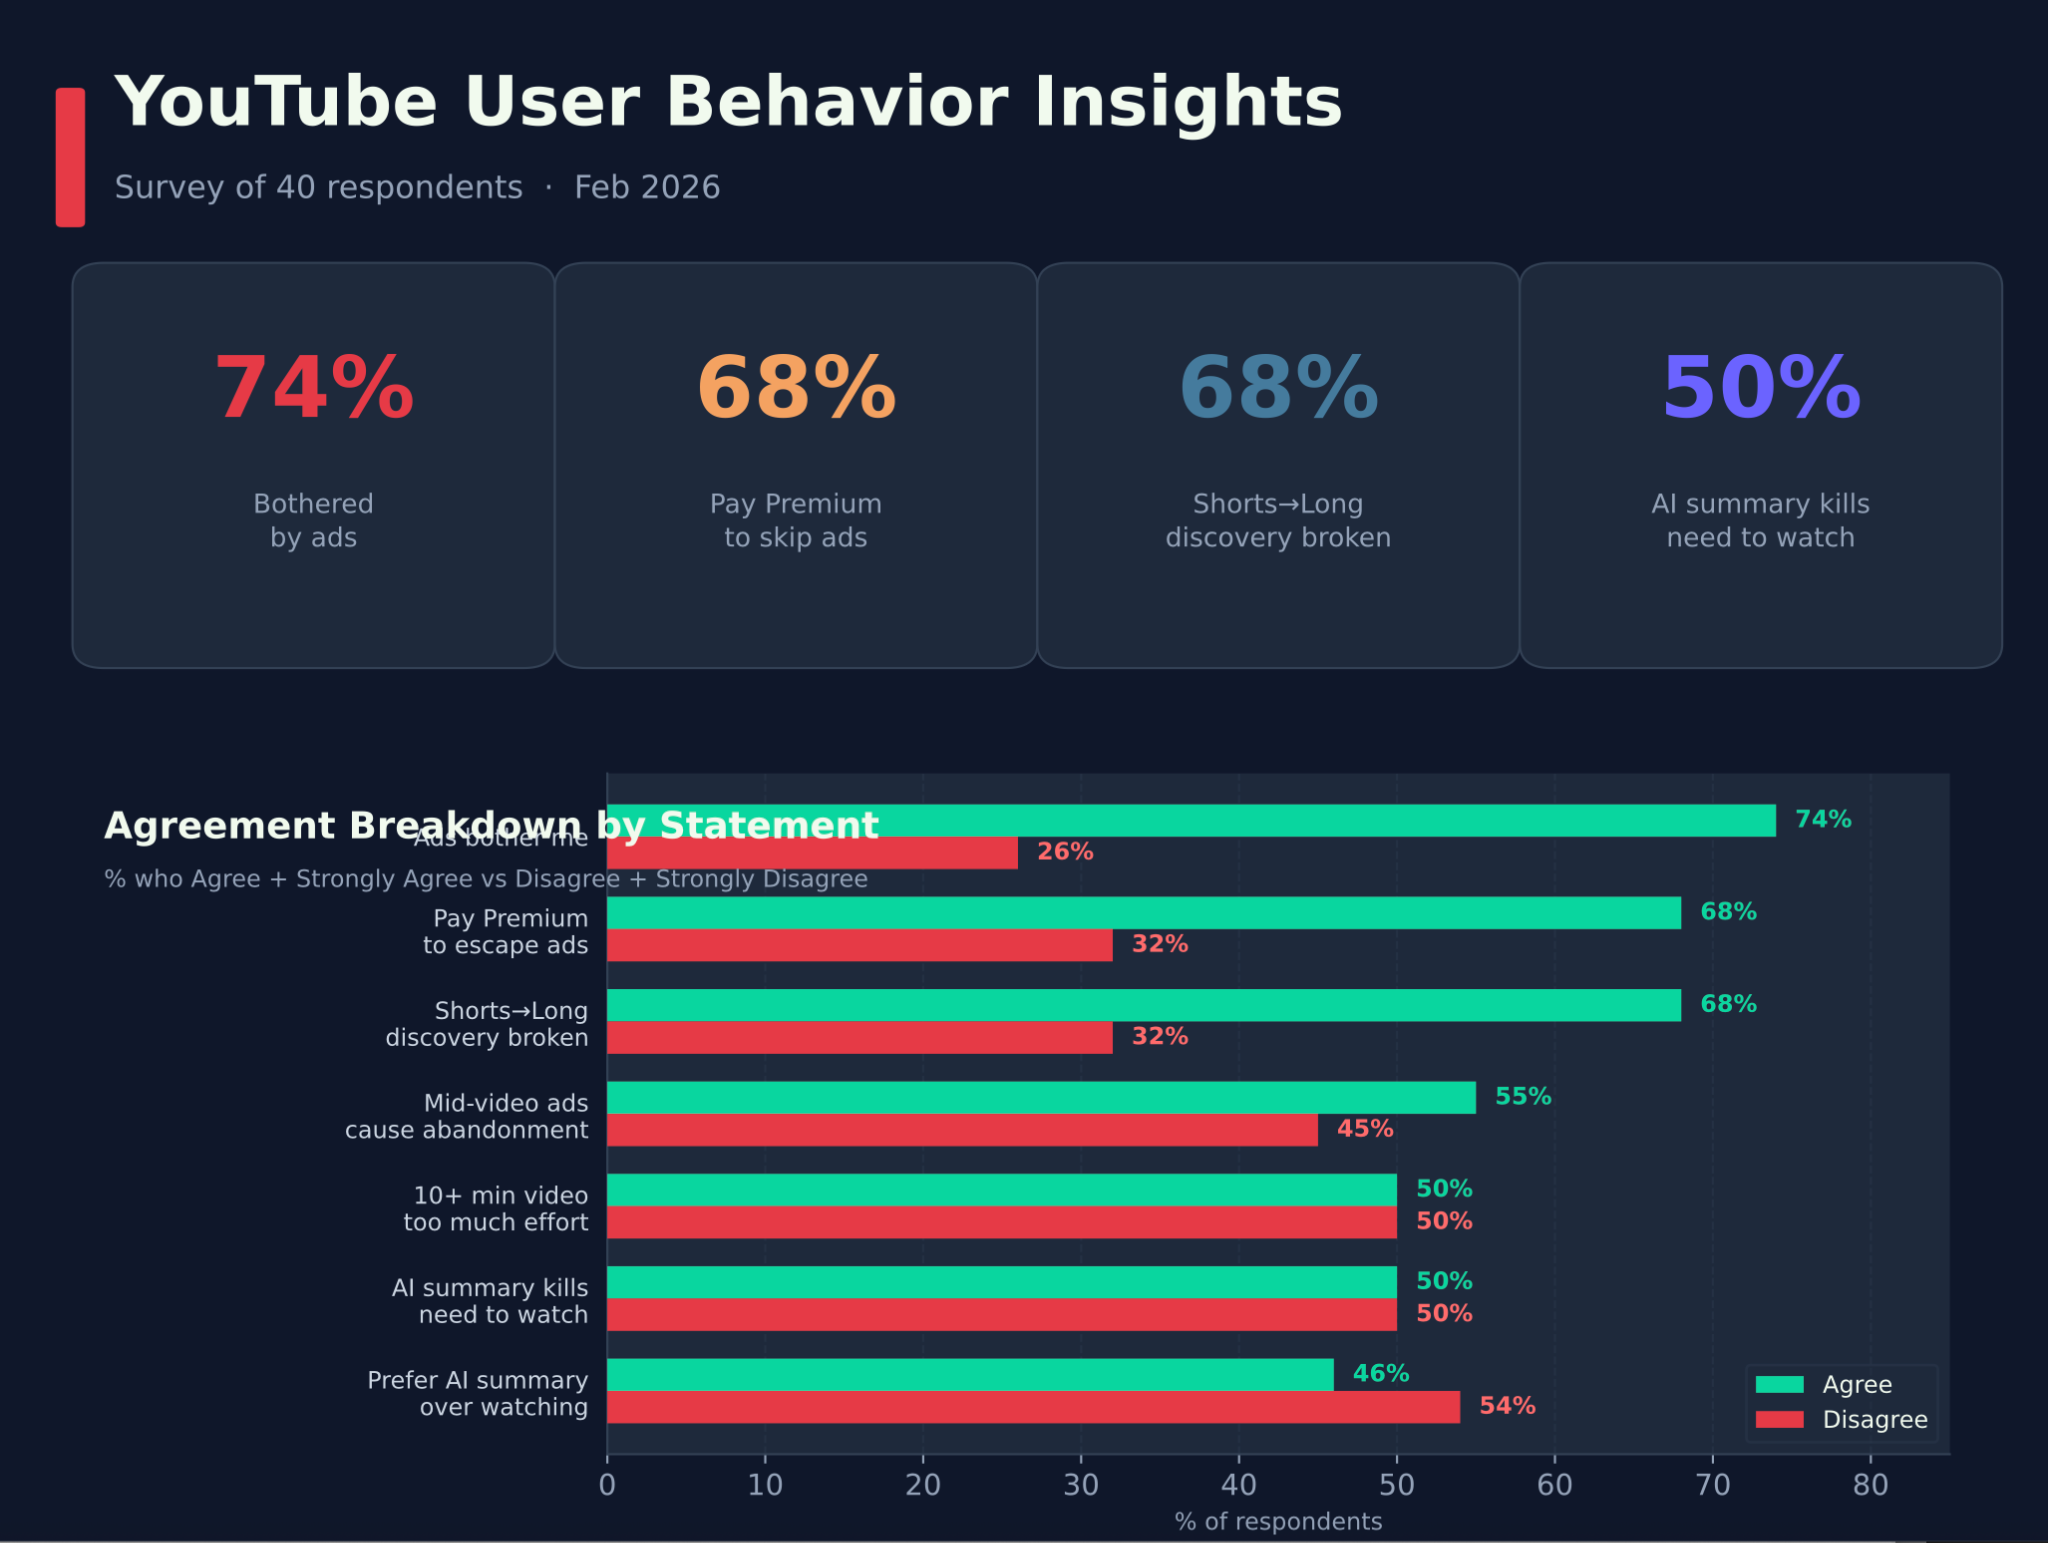 YouTube User Behavior Insights
Survey of 40 respondents · Feb 2026
74%
Bothered
by ads
68%
Pay Premium
to skip ads
68%
Shorts→Long
discovery broken
50%
AI summary kills
need to watch
Agreement Breakdown by Statement
% who Agree + Strongly Agree vs Disagree + Strongly Disagree
Ads bother me
74%
26%
Pay Premium
to escape ads
68%
32%
Shorts→Long
discovery broken
68%
32%
Mid-video ads
cause abandonment
55%
45%
10+ min video
too much effort
50%
50%
AI summary kills
need to watch
50%
50%
Prefer AI summary
over watching
46%
54%
Agree
Disagree
0 10 20 30 40 50 60 70 80
% of respondents